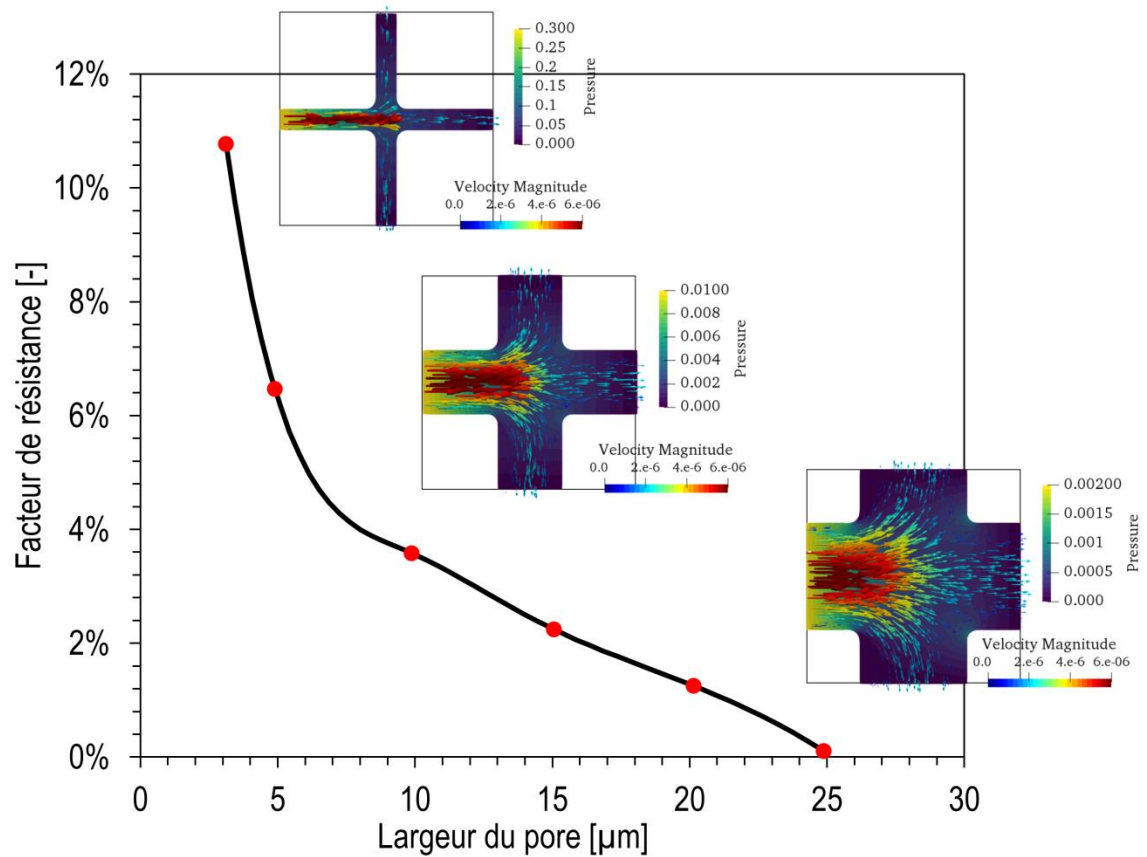 12%
10%
8%
6%
4%
2%
0%
Facteur de résistance [-]
0 5 10 15 20 25 30
Largeur du pore [µm]
0.300
0.25
0.20
0.15
0.10
0.05
0.000
Pressure
Velocity Magnitude
0.0 2.e-6 4.e-6 6.e-06
0.0100
0.008
0.006
0.004
0.002
0.000
Pressure
Velocity Magnitude
0.0 2.e-6 4.e-6 6.e-06
0.00200
0.0015
0.0010
0.0005
0.000
Pressure
Velocity Magnitude
0.0 2.e-6 4.e-6 6.e-06